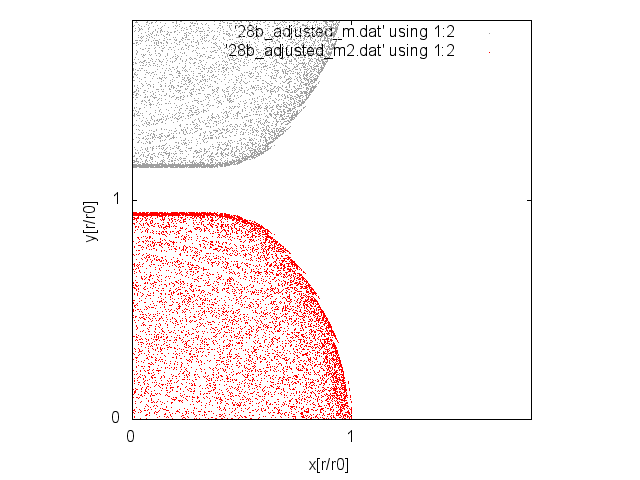 '28b_adjusted_m.dat' using 1:2
'28b_adjusted_m2.dat' using 1:2
1
y[r/r0]
0
0
1
x[r/r0]